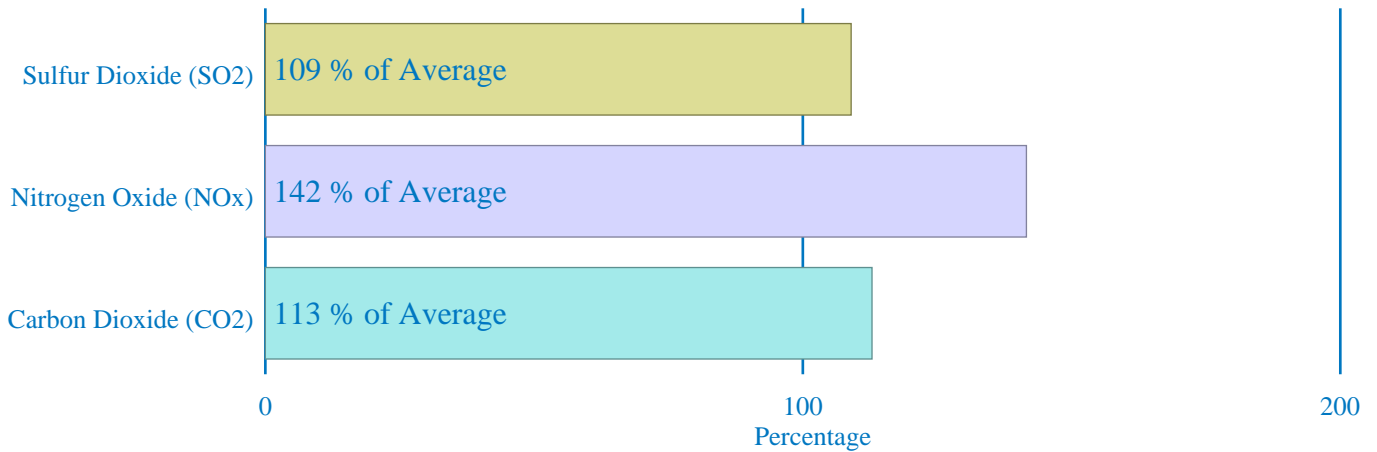 Sulfur Dioxide (SO2)
109 % of Average
Nitrogen Oxide (NOx)
142 % of Average
Carbon Dioxide (CO2)
113 % of Average
0
100
200
Percentage